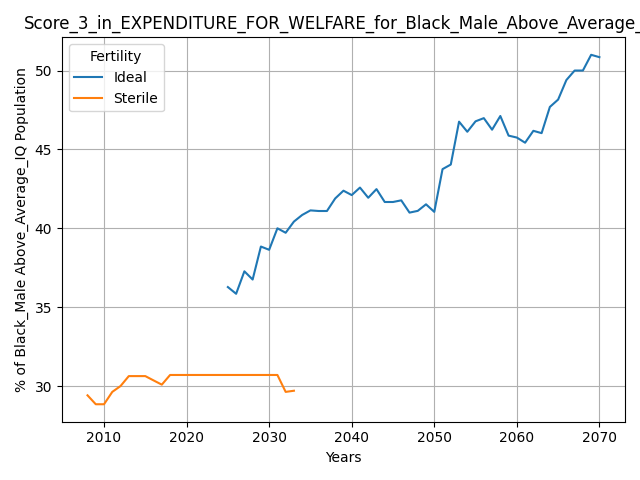 Score_3_in_EXPENDITURE_FOR_WELFARE_for_Black_Male_Above_Average_
Fertility
Ideal
Sterile
% of Black_Male Above_Average_IQ Population
50
45
40
35
30
2010 2020 2030 2040 2050 2060 2070
Years